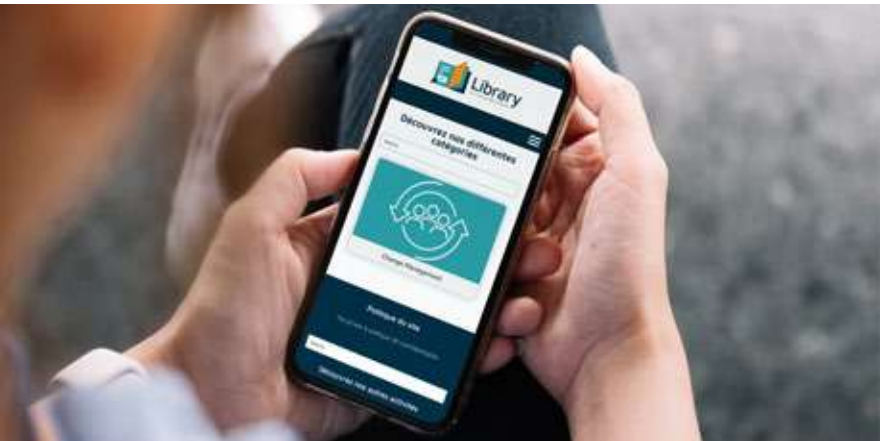 Library
Découvrez nos différentes
catégories
Change Management
Politique du site
Découvrez nos autres activités